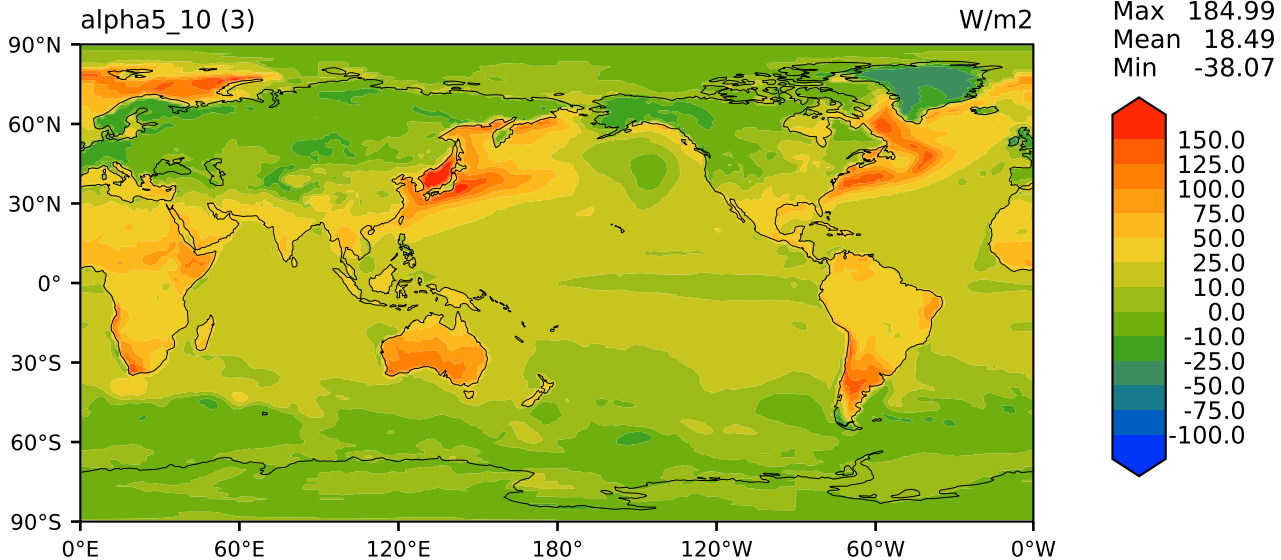 alpha5_10 (3)
W/m2
Max 184.99
Mean 18.49
Min -38.07
90°N
60°N
30°N
0°
30°S
60°S
90°S
0°E
60°E
120°E
180°
120°W
60°W
0°W
150.0
125.0
100.0
75.0
50.0
25.0
10.0
0.0
-10.0
-25.0
-50.0
-75.0
-100.0